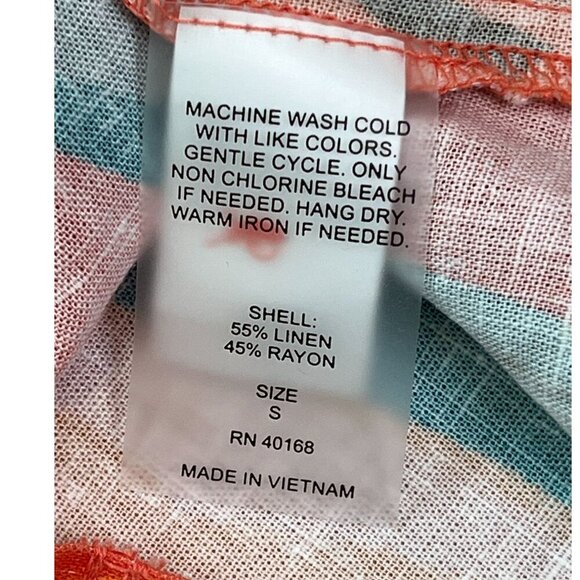 MACHINE WASH COLD
WITH LIKE COLORS.
GENTLE CYCLE. ONLY
NON CHLORINE BLEACH
IF NEEDED. HANG DRY.
WARM IRON IF NEEDED.
SHELL:
55% LINEN
45% RAYON
SIZE
S
RN 40168
MADE IN VIETNAM